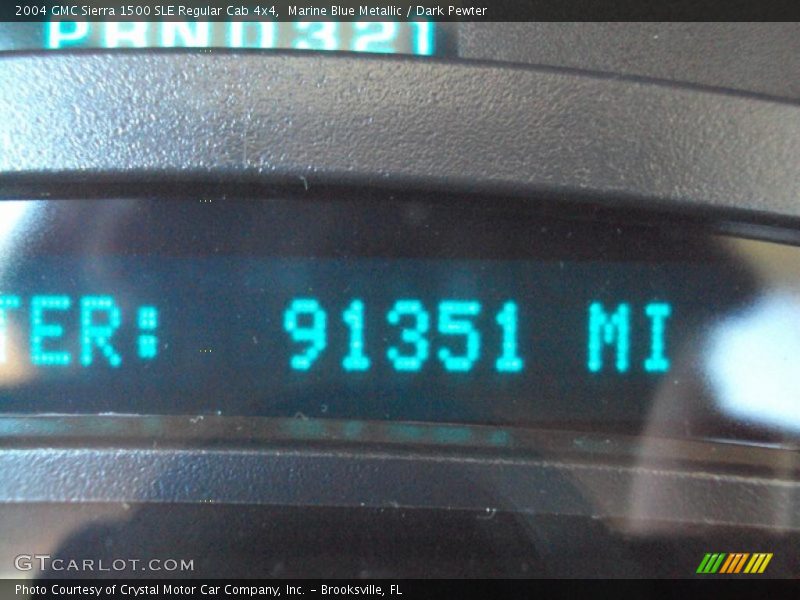 2004 GMC Sierra 1500 SLE Regular Cab 4x4, Marine Blue Metallic / Dark Pewter
PRND321
TER: 91351 MI
GTCARLOT.COM
Photo Courtesy of Crystal Motor Car Company, Inc. – Brooksville, FL